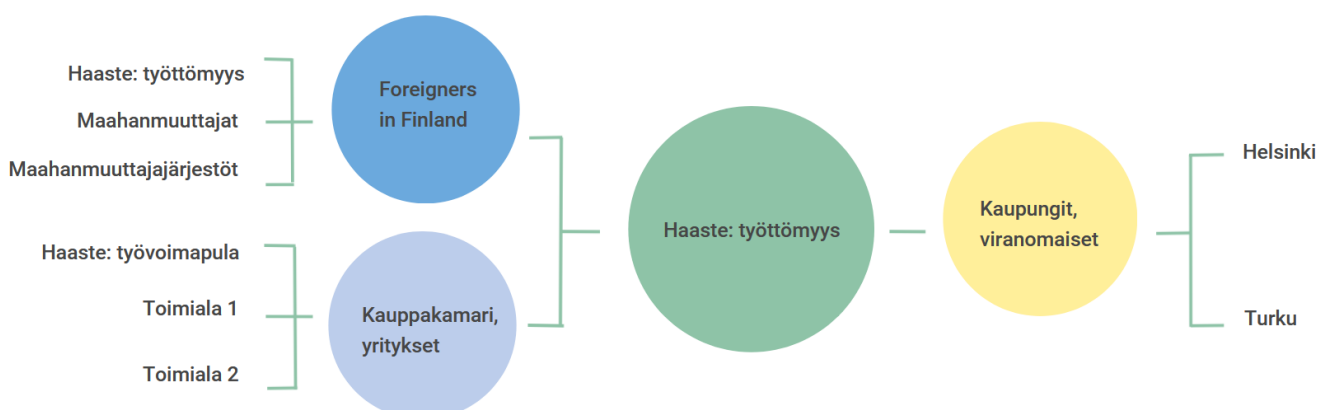 Haaste: työttömyys
Maahanmuuttajat
Maahanmuuttajajärjestöt
Foreigners
in Finland
Haaste: työvoimapula
Toimiala 1
Toimiala 2
Kauppakamari,
yritykset
Haaste: työttömyys
Kaupungit,
viranomaiset
Helsinki
Turku